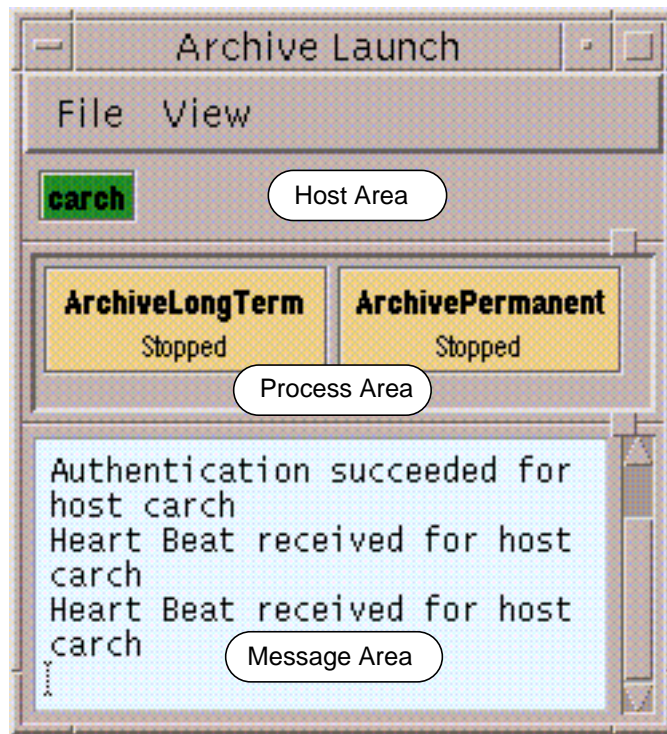 Archive Launch
File View
carch
Host Area
ArchiveLongTerm ArchivePermanent
Stopped Stopped
Process Area
Authentication succeeded for
host carch
Heart Beat received for host
carch
Heart Beat received for host
carch
Message Area